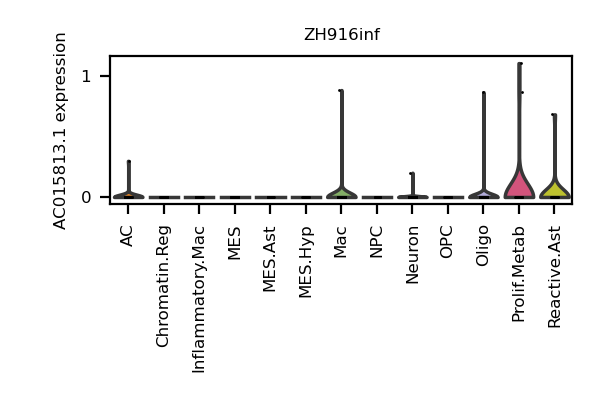 ZH916inf
AC015813.1 expression
1
0
AC
Chromatin.Reg
Inflammatory.Mac
MES
MES.Ast
MES.Hyp
Mac
NPC
Neuron
OPC
Oligo
Prolif.Metab
Reactive.Ast